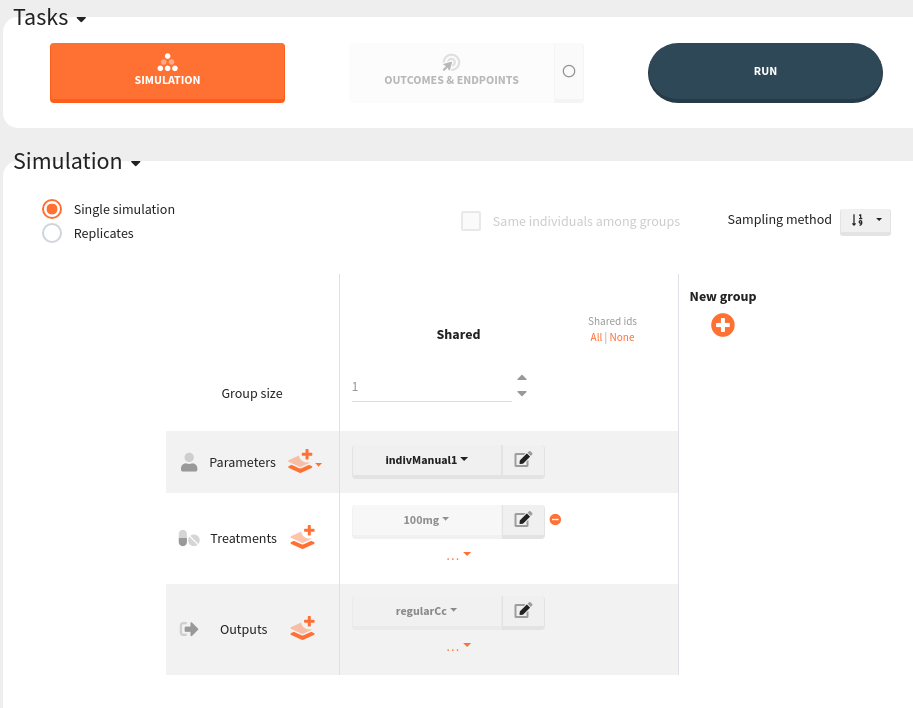 Tasks
SIMULATION
OUTCOMES & ENDPOINTS
RUN
Simulation
Single simulation
Replicates
Same individuals among groups
Sampling method
New group
Shared
Shared ids
All | None
Group size
1
Parameters
indivManual1
Treatments
100mg
...
Outputs
regularCc
...